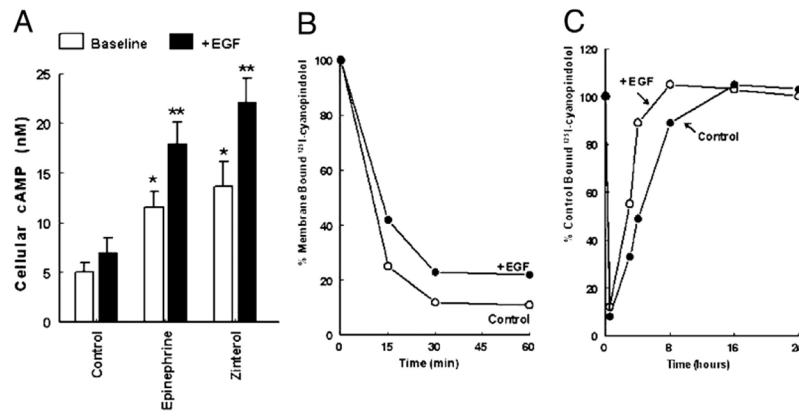 A
Baseline
+EGF
Cellular cAMP (nM)
25
20
15
10
5
0
*
**
*
**
Control
Epinephrine
Zinterol
B
% Membrane Bound ¹²⁵I-cyanopindolol
100
80
60
40
20
0
+EGF
Control
0
15
30
45
60
Time (min)
C
% Control Bound ¹²⁵I-cyanopindolol
120
100
80
60
40
20
0
+EGF
Control
0
8
16
Time (hours)